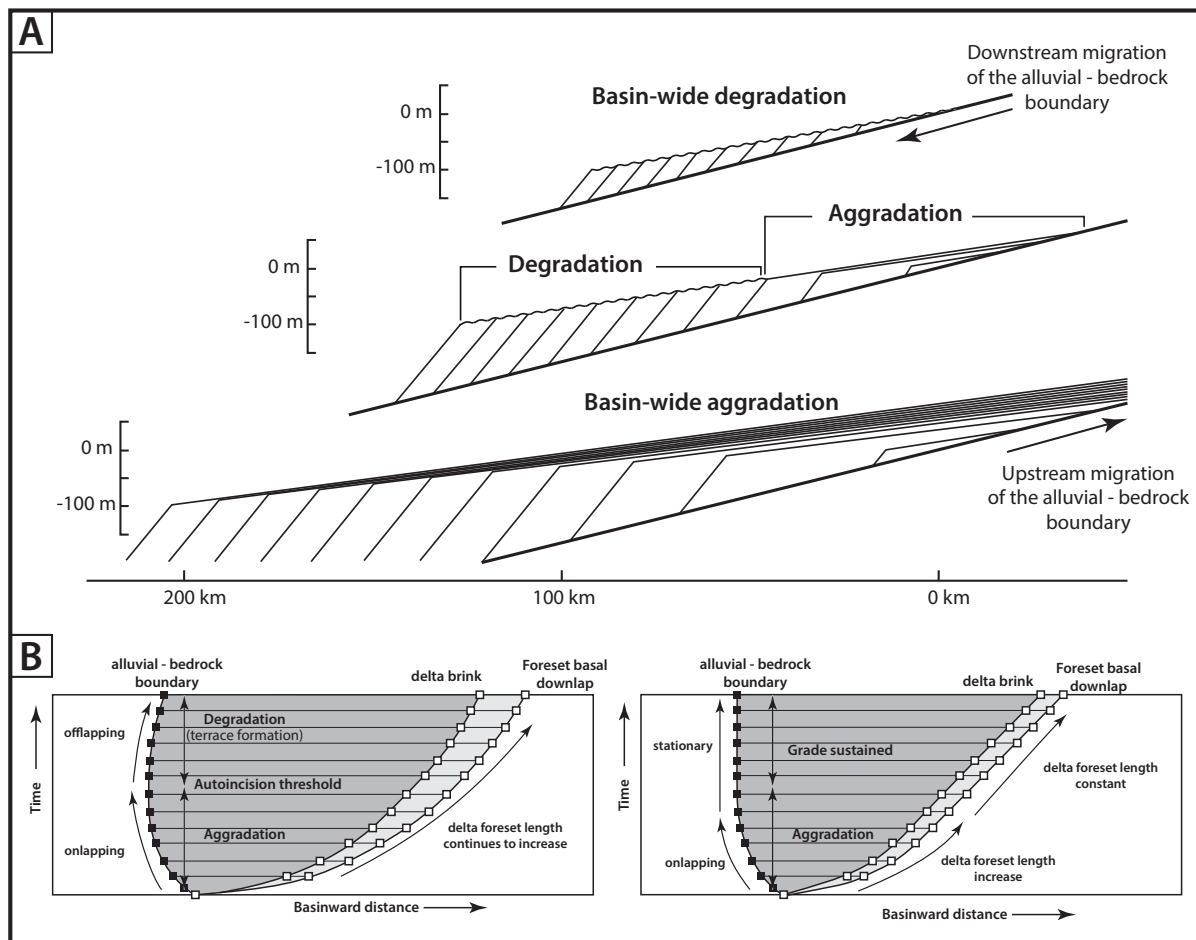 A
Downstream migration
of the alluvial - bedrock
boundary
Basin-wide degradation
0 m
-100 m
Aggradation
Degradation
0 m
-100 m
Basin-wide aggradation
0 m
-100 m
Upstream migration
of the alluvial - bedrock
boundary
200 km
100 km
0 km
B
alluvial - bedrock
boundary
delta brink
Foreset basal
downlap
Time
offlapping
Degradation
(terrace formation)
Autoincision threshold
onlapping
Aggradation
delta foreset length
continues to increase
Basinward distance
alluvial - bedrock
boundary
delta brink
Foreset basal
downlap
Time
stationary
Grade sustained
delta foreset length
constant
onlapping
Aggradation
delta foreset length
increase
Basinward distance